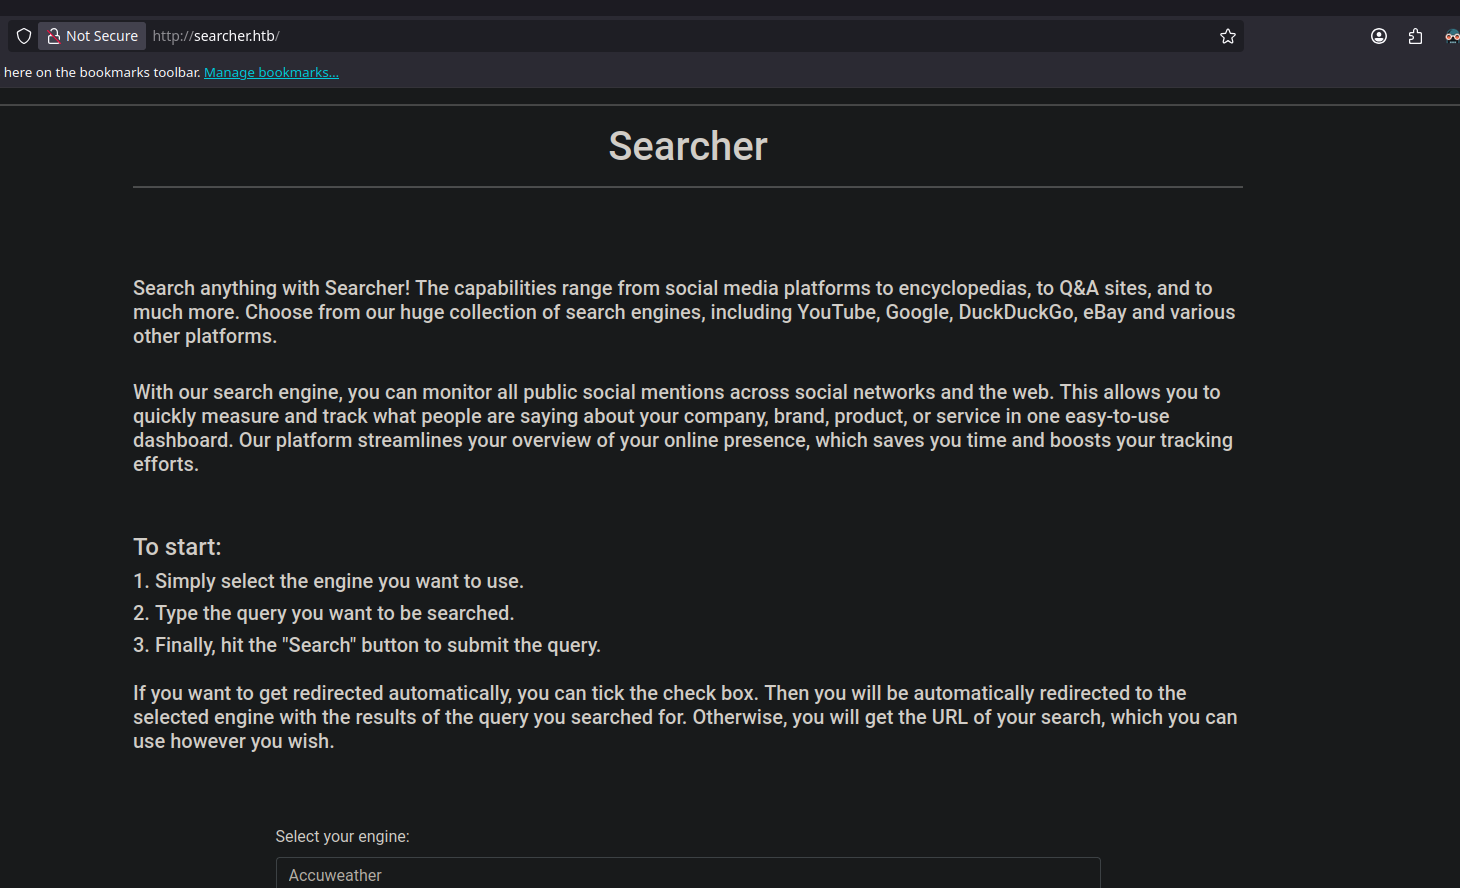 Not Secure http://searcher.htb/
here on the bookmarks toolbar. Manage bookmarks...
Searcher
Search anything with Searcher! The capabilities range from social media platforms to encyclopedias, to Q&A sites, and to
much more. Choose from our huge collection of search engines, including YouTube, Google, DuckDuckGo, eBay and various
other platforms.
With our search engine, you can monitor all public social mentions across social networks and the web. This allows you to
quickly measure and track what people are saying about your company, brand, product, or service in one easy-to-use
dashboard. Our platform streamlines your overview of your online presence, which saves you time and boosts your tracking
efforts.
To start:
1. Simply select the engine you want to use.
2. Type the query you want to be searched.
3. Finally, hit the "Search" button to submit the query.
If you want to get redirected automatically, you can tick the check box. Then you will be automatically redirected to the
selected engine with the results of the query you searched for. Otherwise, you will get the URL of your search, which you can
use however you wish.
Select your engine:
Accuweather